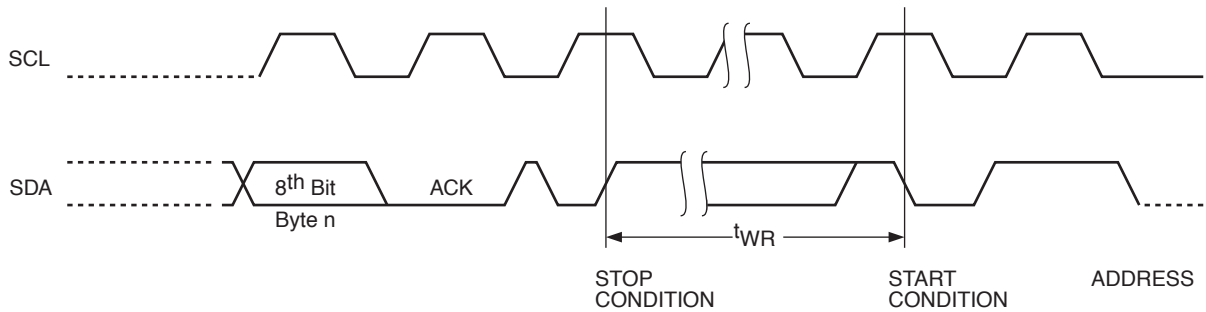 SCL
SDA
8th Bit
ACK
Byte n
tWR
STOP
CONDITION
START
CONDITION
ADDRESS